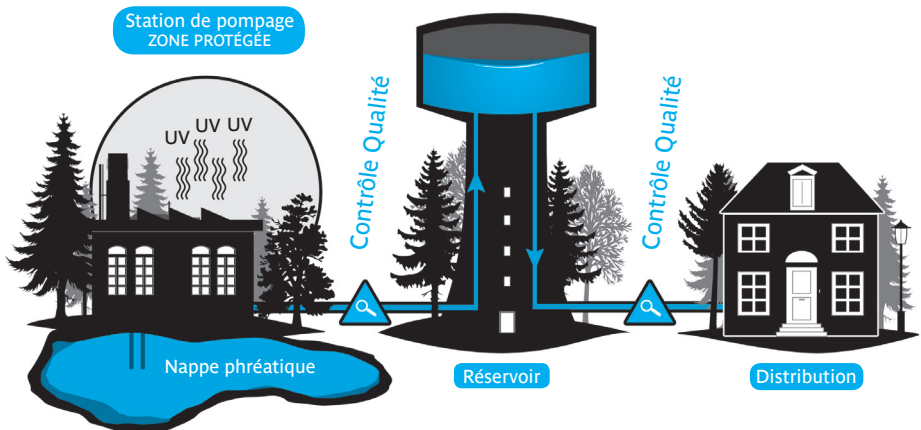 Station de pompage
ZONE PROTÉGÉE
UV UV UV
Contrôle Qualité
Contrôle Qualité
Nappe phréatique
Réservoir
Distribution